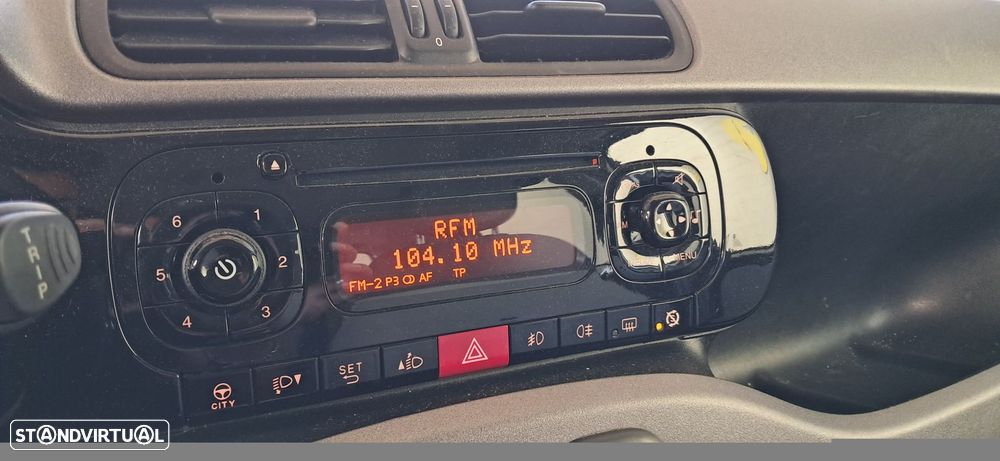 0
6 1
5 2
4 3
RFM
104.10 MHz
FM-2 P3 AF TP
M
MENU
TRIP
CITY
SET
STANDVIRTUAL